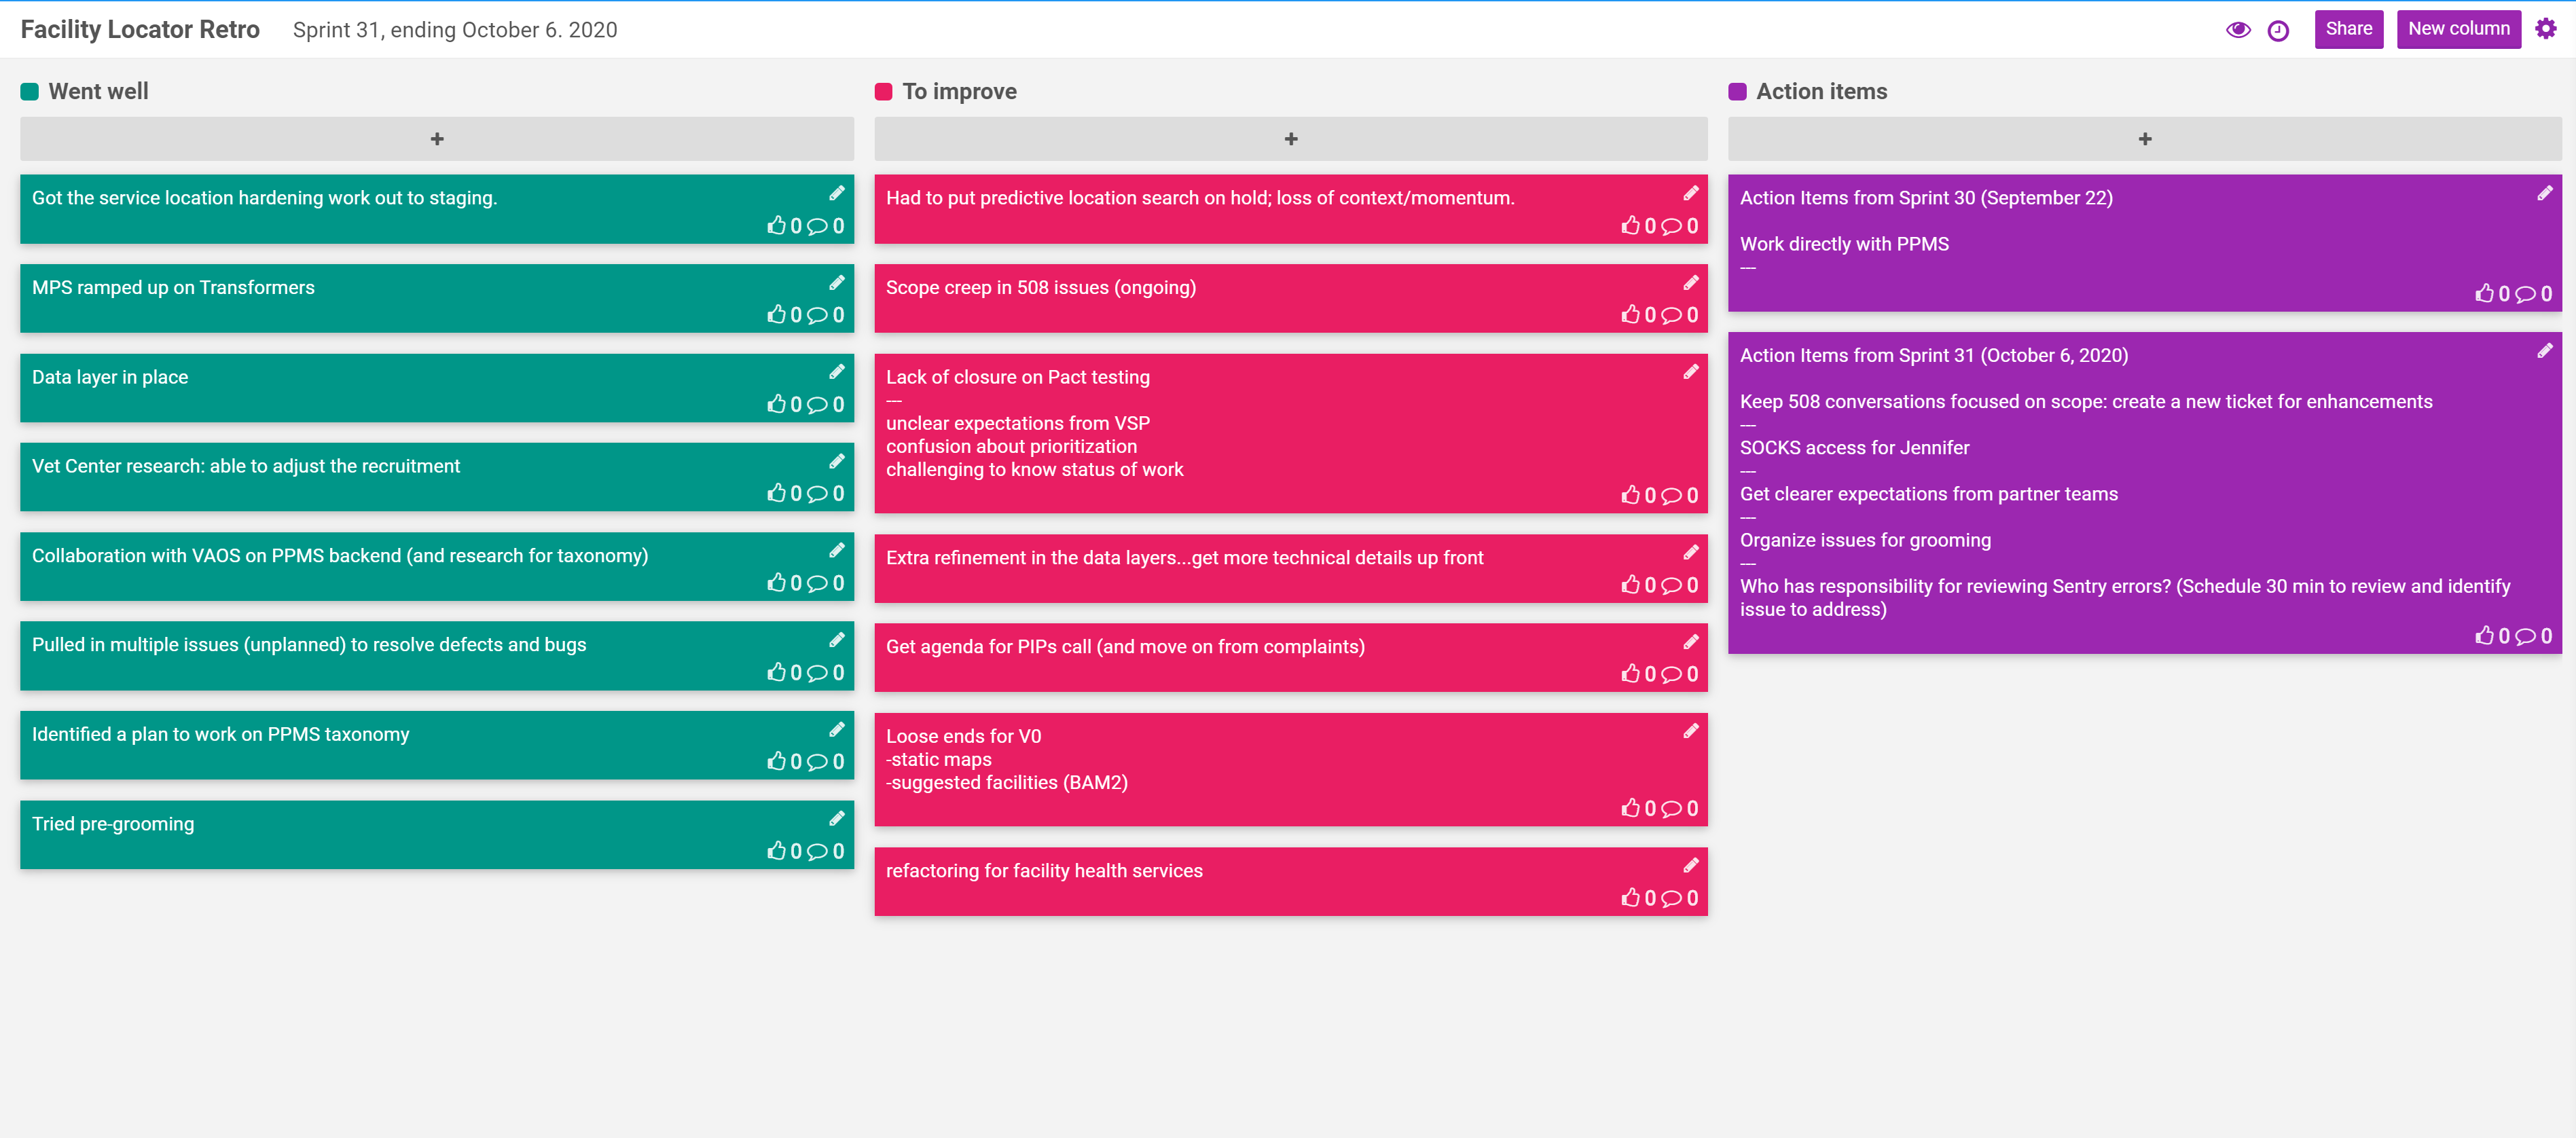 Facility Locator Retro
Sprint 31, ending October 6. 2020
Share
New column
Went well
+
Got the service location hardening work out to staging.
0 0
MPS ramped up on Transformers
0 0
Data layer in place
0 0
Vet Center research: able to adjust the recruitment
0 0
Collaboration with VAOS on PPMS backend (and research for taxonomy)
0 0
Pulled in multiple issues (unplanned) to resolve defects and bugs
0 0
Identified a plan to work on PPMS taxonomy
0 0
Tried pre-grooming
0 0
To improve
+
Had to put predictive location search on hold; loss of context/momentum.
0 0
Scope creep in 508 issues (ongoing)
0 0
Lack of closure on Pact testing
---
unclear expectations from VSP
confusion about prioritization
challenging to know status of work
0 0
Extra refinement in the data layers...get more technical details up front
0 0
Get agenda for PIPs call (and move on from complaints)
0 0
Loose ends for V0
-static maps
-suggested facilities (BAM2)
0 0
refactoring for facility health services
0 0
Action items
+
Action Items from Sprint 30 (September 22)
Work directly with PPMS
---
0 0
Action Items from Sprint 31 (October 6, 2020)
Keep 508 conversations focused on scope: create a new ticket for enhancements
---
SOCKS access for Jennifer
---
Get clearer expectations from partner teams
---
Organize issues for grooming
---
Who has responsibility for reviewing Sentry errors? (Schedule 30 min to review and identify
issue to address)
0 0